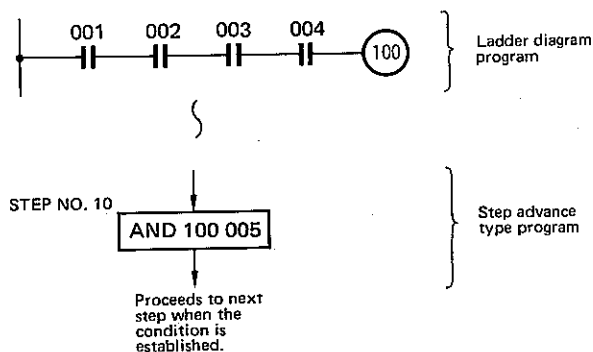 001 002 003 004
100
Ladder diagram
program
STEP NO. 10
AND 100 005
Step advance
type program
Proceeds to next
step when the
condition is
established.